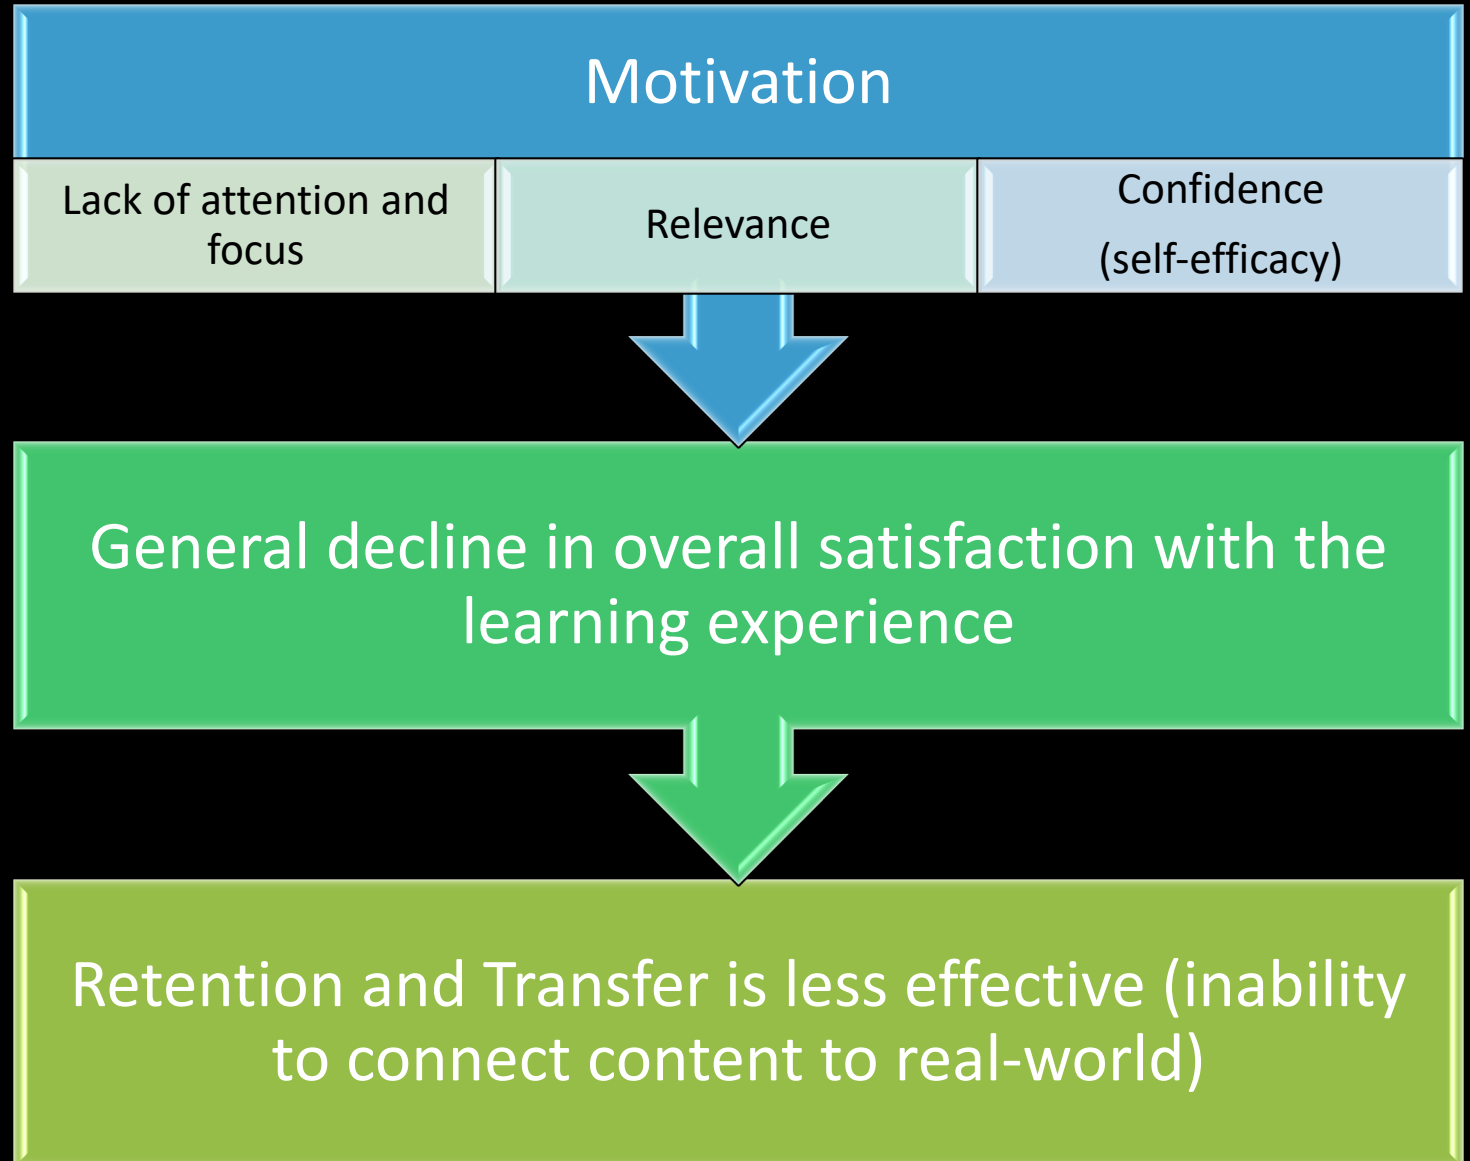 Motivation
Lack of attention and
focus
Relevance
Confidence
(self-efficacy)
General decline in overall satisfaction with the
learning experience
Retention and Transfer is less effective (inability
to connect content to real-world)